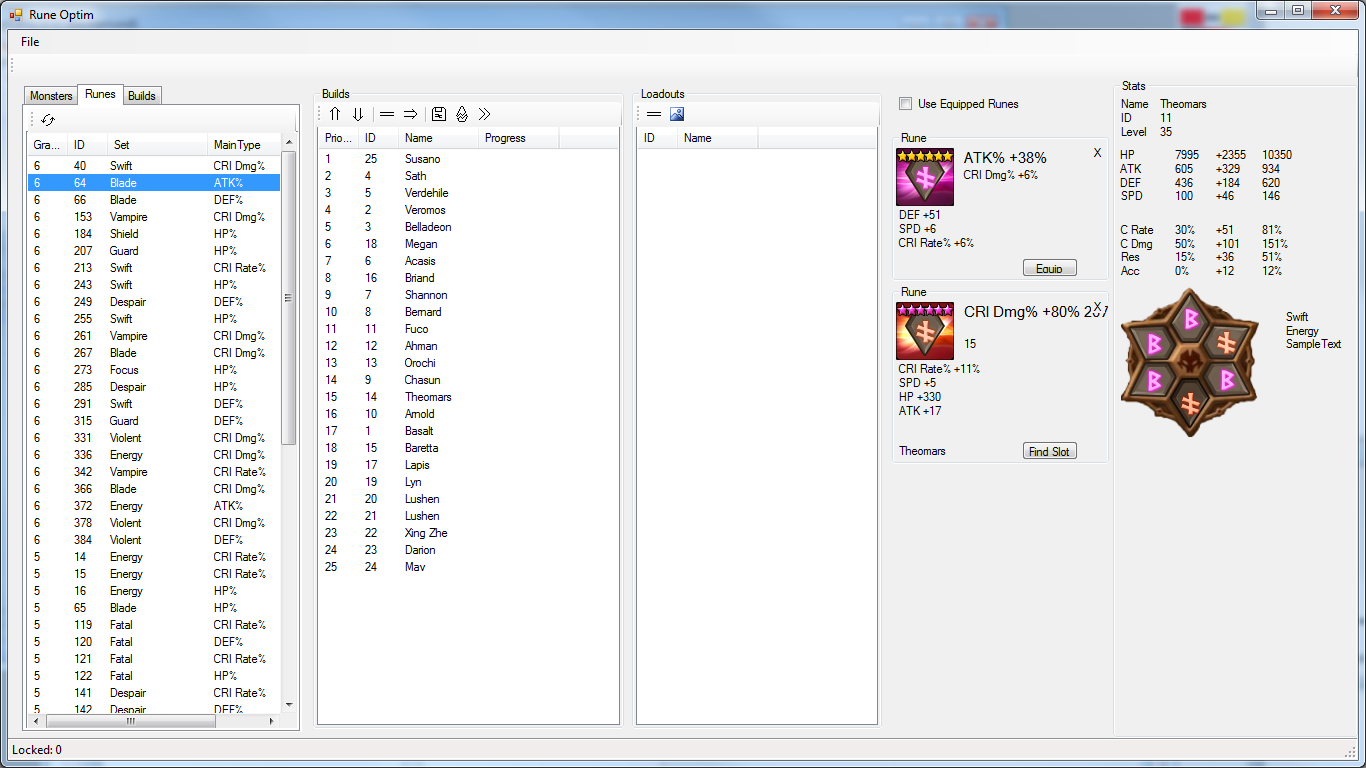 Rune Optim
File
Monsters Runes Builds
Gra... ID Set MainType
6 40 Swift CRI Dmg%
6 64 Blade ATK%
6 66 Blade DEF%
6 153 Vampire CRI Dmg%
6 184 Shield HP%
6 207 Guard HP%
6 213 Swift CRI Rate%
6 243 Swift HP%
6 249 Despair DEF%
6 255 Swift HP%
6 261 Vampire CRI Dmg%
6 267 Blade CRI Dmg%
6 273 Focus HP%
6 285 Despair HP%
6 291 Swift DEF%
6 315 Guard DEF%
6 331 Violent CRI Dmg%
6 336 Energy CRI Dmg%
6 342 Vampire CRI Rate%
6 366 Blade CRI Dmg%
6 372 Energy ATK%
6 378 Violent CRI Dmg%
6 384 Violent DEF%
5 14 Energy CRI Rate%
5 15 Energy CRI Rate%
5 16 Energy HP%
5 65 Blade HP%
5 119 Fatal CRI Rate%
5 120 Fatal DEF%
5 121 Fatal CRI Rate%
5 122 Fatal HP%
5 141 Despair CRI Rate%
5 142 Despair DEF%
Builds
Prio... ID Name Progress
1 25 Susano
2 4 Sath
3 5 Verdehile
4 2 Veromos
5 3 Belladeon
6 18 Megan
7 6 Acasis
8 16 Briand
9 7 Shannon
10 8 Bernard
11 11 Fuco
12 12 Ahman
13 13 Orochi
14 9 Chasun
15 14 Theomars
16 10 Arnold
17 1 Basalt
18 15 Baretta
19 17 Lapis
20 19 Lyn
21 20 Lushen
22 21 Lushen
23 22 Xing Zhe
24 23 Darion
25 24 Mav
Loadouts
ID Name
Use Equipped Runes
Rune
ATK% +38% X
CRI Dmg% +6%
DEF +51
SPD +6
CRI Rate% +6%
Equip
Rune
CRI Dmg% +80% X
15
CRI Rate% +11%
SPD +5
HP +330
ATK +17
Theomars Find Slot
Stats
Name Theomars
ID 11
Level 35
HP 7995 +2355 10350
ATK 605 +329 934
DEF 436 +184 620
SPD 100 +46 146
C Rate 30% +51 81%
C Dmg 50% +101 151%
Res 15% +36 51%
Acc 0% +12 12%
Swift
Energy
SampleText
Locked: 0